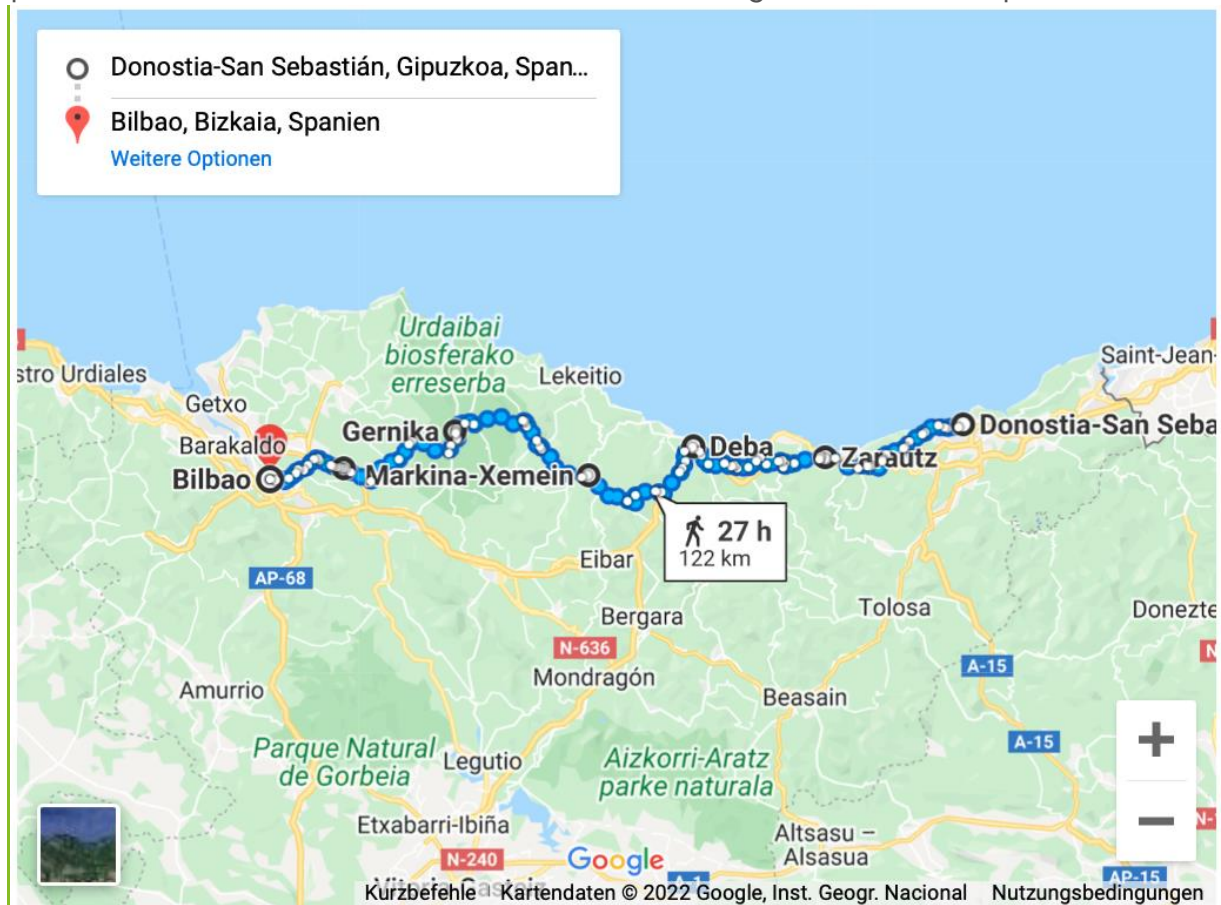 Donostia-San Sebastián, Gipuzkoa, Span...
Bilbao, Bizkaia, Spanien
Weitere Optionen
Urdaibai
biosferako
erreserba
Lekeitio
Saint-Jean-
stro Urdiales
Getxo
Barakaldo
Gernika
Donostia-San Seba
Deba
Zarautz
Bilbao
Markina-Xemein
27 h
122 km
Eibar
AP-68
Bergara
Tolosa
Donezte
N-636
Mondragón
A-15
Amurrio
Beasain
Parque Natural
de Gorbeia
Legutio
Aizkorri-Aratz
parke naturala
A-15
Etxabarri-Ibiña
Altsasu –
Alsasua
N-240
Google
A-1
AP-15
Kurzbefehle Kartendaten © 2022 Google, Inst. Geogr. Nacional Nutzungsbedingungen